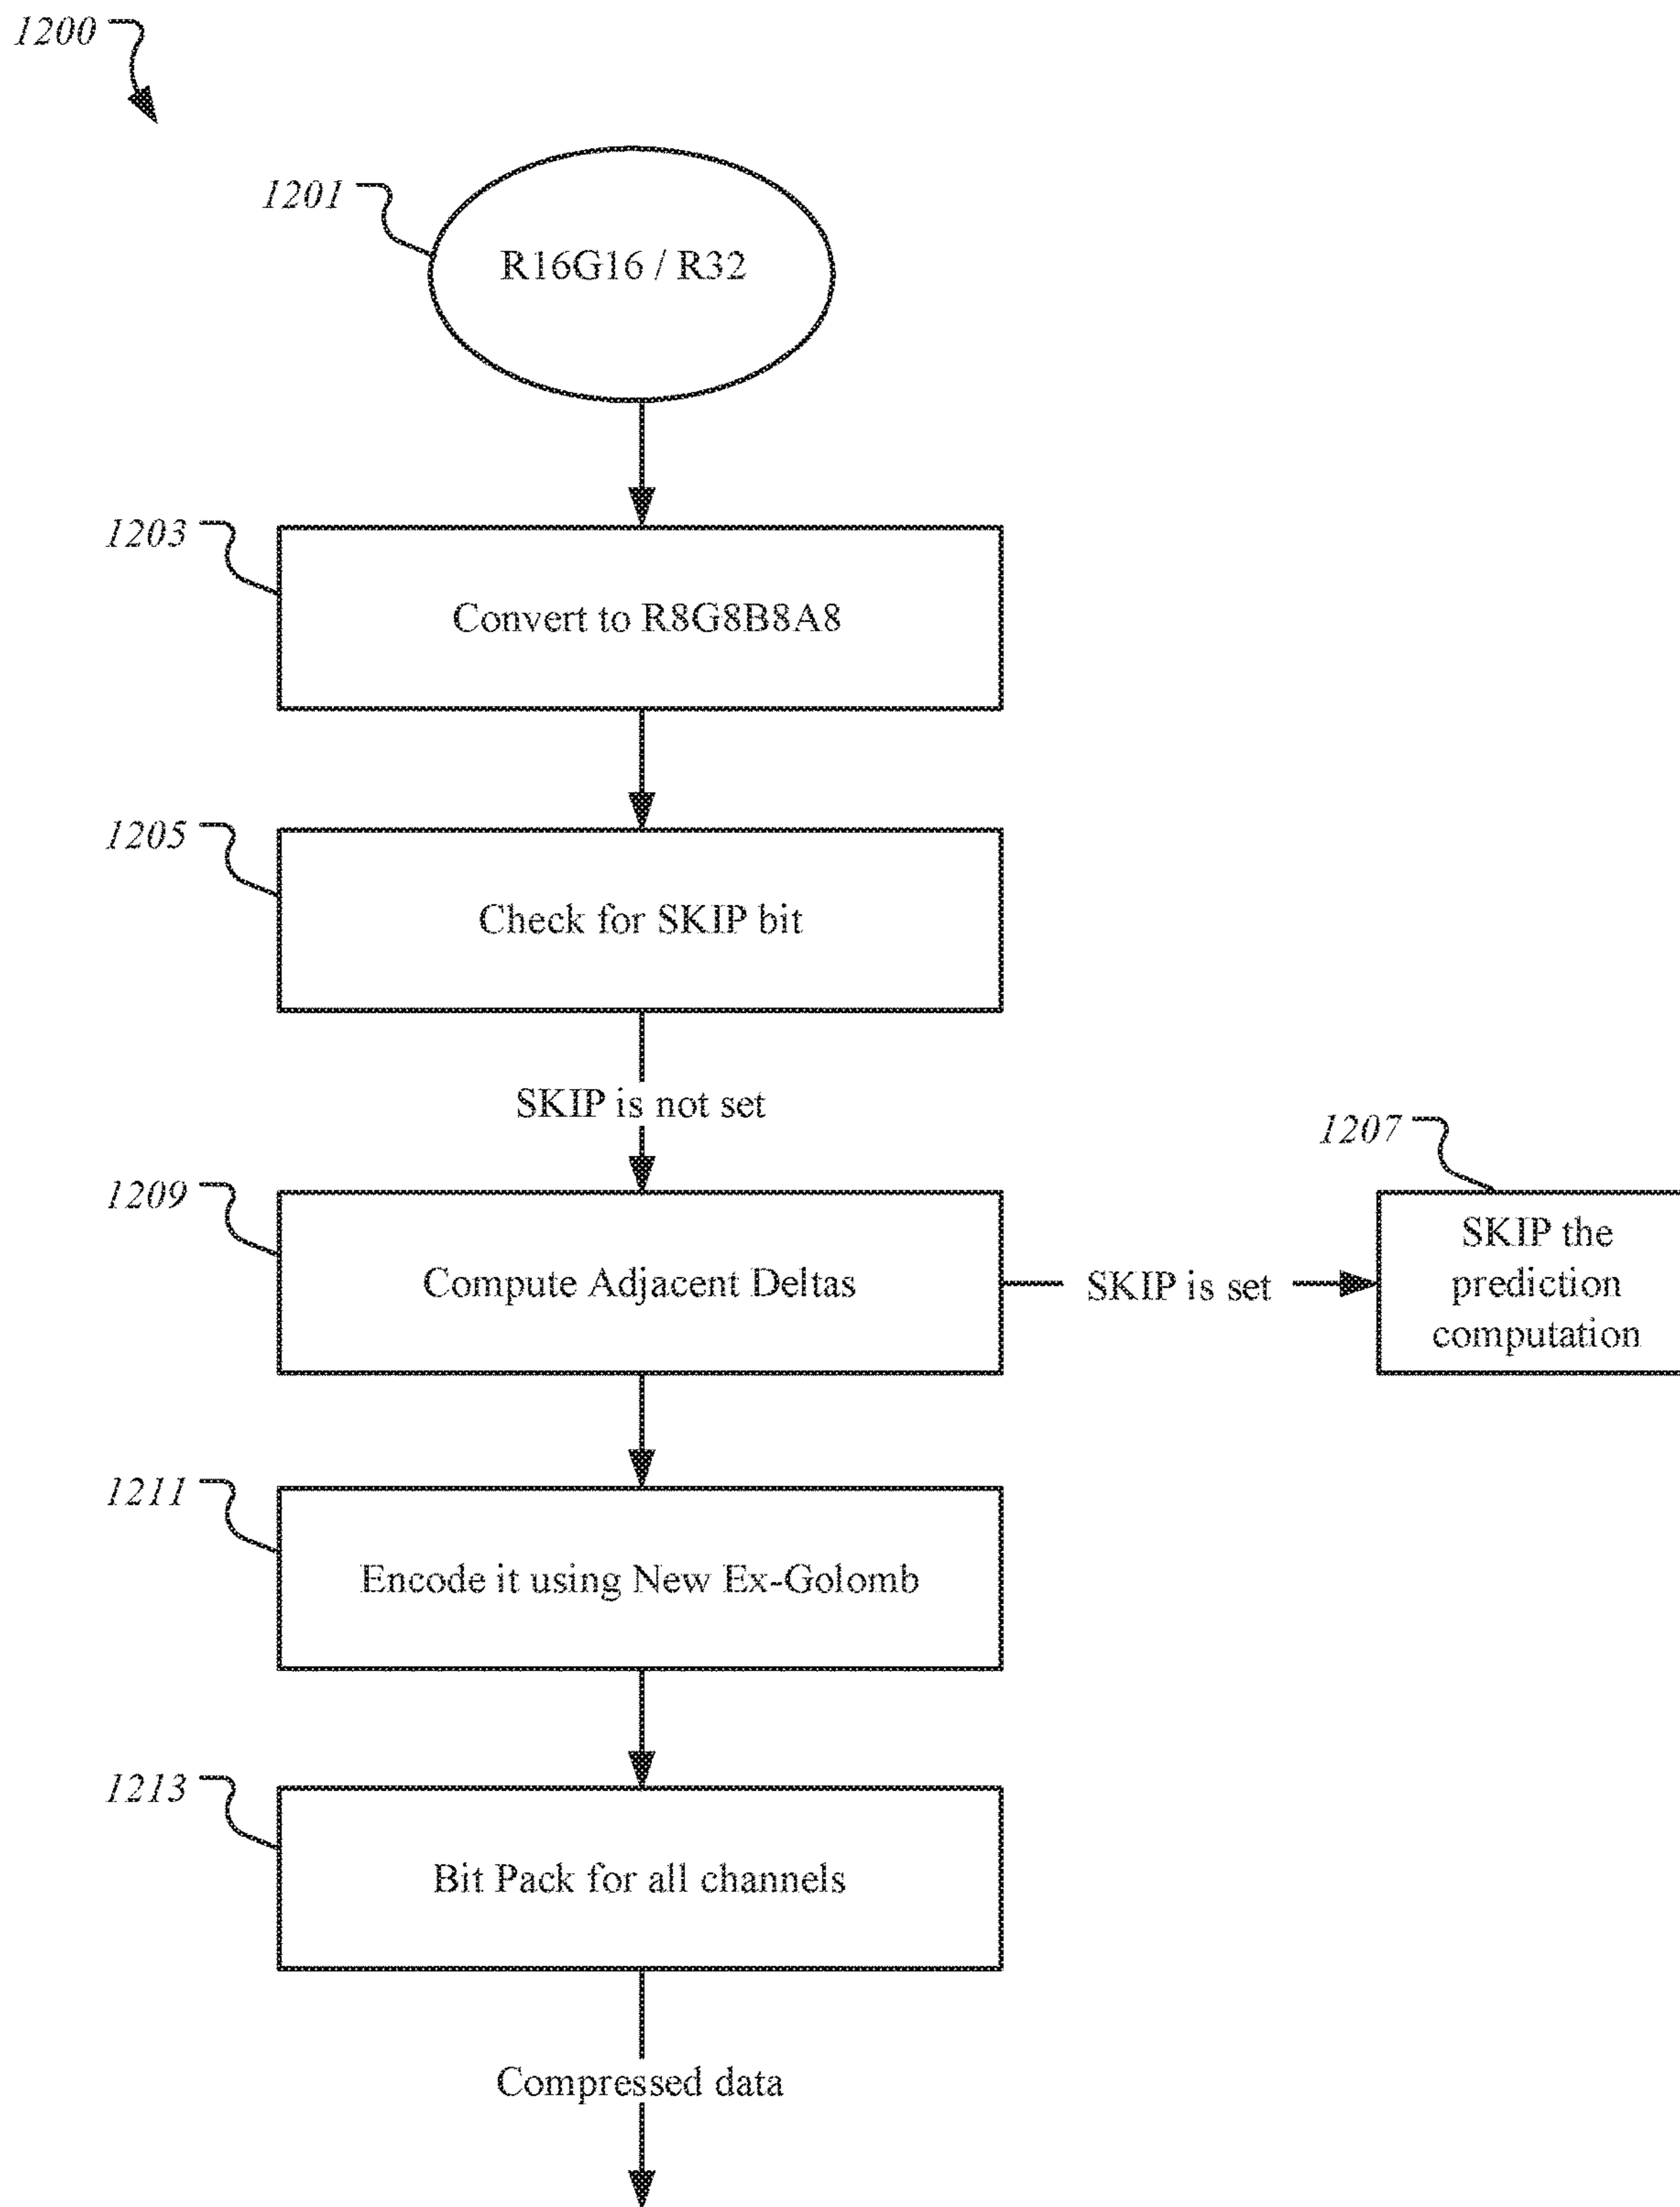 1200
1201
R16G16 / R32
1203
Convert to R8G8B8A8
1205
Check for SKIP bit
SKIP is not set
1207
1209
Compute Adjacent Deltas
SKIP is set
SKIP the
prediction
computation
1211
Encode it using New Ex-Golomb
1213
Bit Pack for all channels
Compressed data